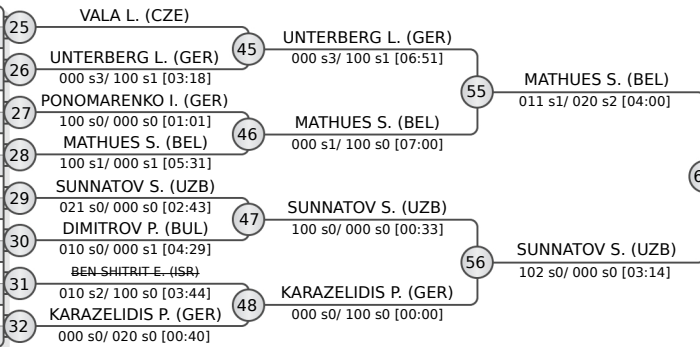 25
VALA L. (CZE)
26
UNTERBERG L. (GER)
000 s3/ 100 s1 [03:18]
45
UNTERBERG L. (GER)
000 s3/ 100 s1 [06:51]
27
PONOMARENKO I. (GER)
100 s0/ 000 s0 [01:01]
28
MATHUES S. (BEL)
100 s1/ 000 s1 [05:31]
46
MATHUES S. (BEL)
000 s1/ 100 s0 [07:00]
55
MATHUES S. (BEL)
011 s1/ 020 s2 [04:00]
29
SUNNATOV S. (UZB)
021 s0/ 000 s0 [02:43]
30
DIMITROV P. (BUL)
010 s0/ 000 s1 [04:29]
47
SUNNATOV S. (UZB)
100 s0/ 000 s0 [00:33]
31
BEN SHITRIT E. (ISR)
010 s2/ 100 s0 [03:44]
32
KARAZELIDIS P. (GER)
000 s0/ 020 s0 [00:40]
48
KARAZELIDIS P. (GER)
000 s0/ 100 s0 [00:00]
56
SUNNATOV S. (UZB)
102 s0/ 000 s0 [03:14]